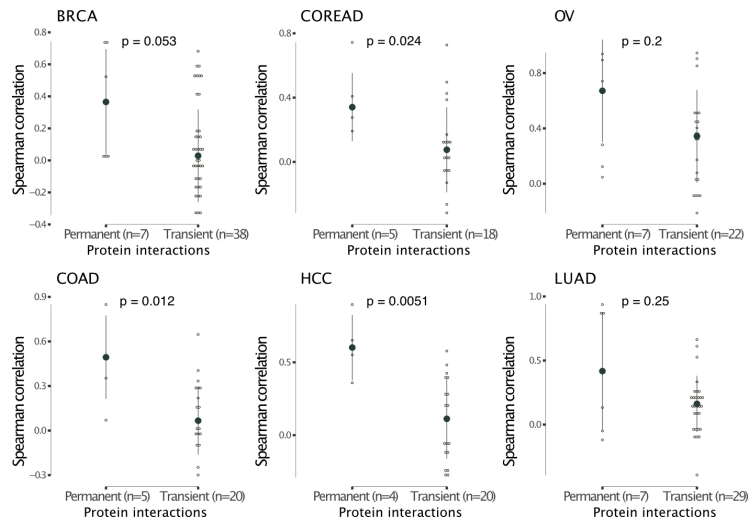 BRCA
COREAD
OV
0.8
0.6
0.4
0.2
0.0
−0.2
−0.4
Spearman correlation
p = 0.053
Permanent (n=7) Transient (n=38)
Protein interactions
0.8
0.4
0.0
Spearman correlation
p = 0.024
Permanent (n=5) Transient (n=18)
Protein interactions
0.8
0.4
0.0
Spearman correlation
p = 0.2
Permanent (n=7) Transient (n=22)
Protein interactions
COAD
HCC
LUAD
0.9
0.6
0.3
0.0
−0.3
Spearman correlation
p = 0.012
Permanent (n=5) Transient (n=20)
Protein interactions
0.5
0.0
Spearman correlation
p = 0.0051
Permanent (n=4) Transient (n=20)
Protein interactions
1.0
0.5
0.0
Spearman correlation
p = 0.25
Permanent (n=7) Transient (n=29)
Protein interactions